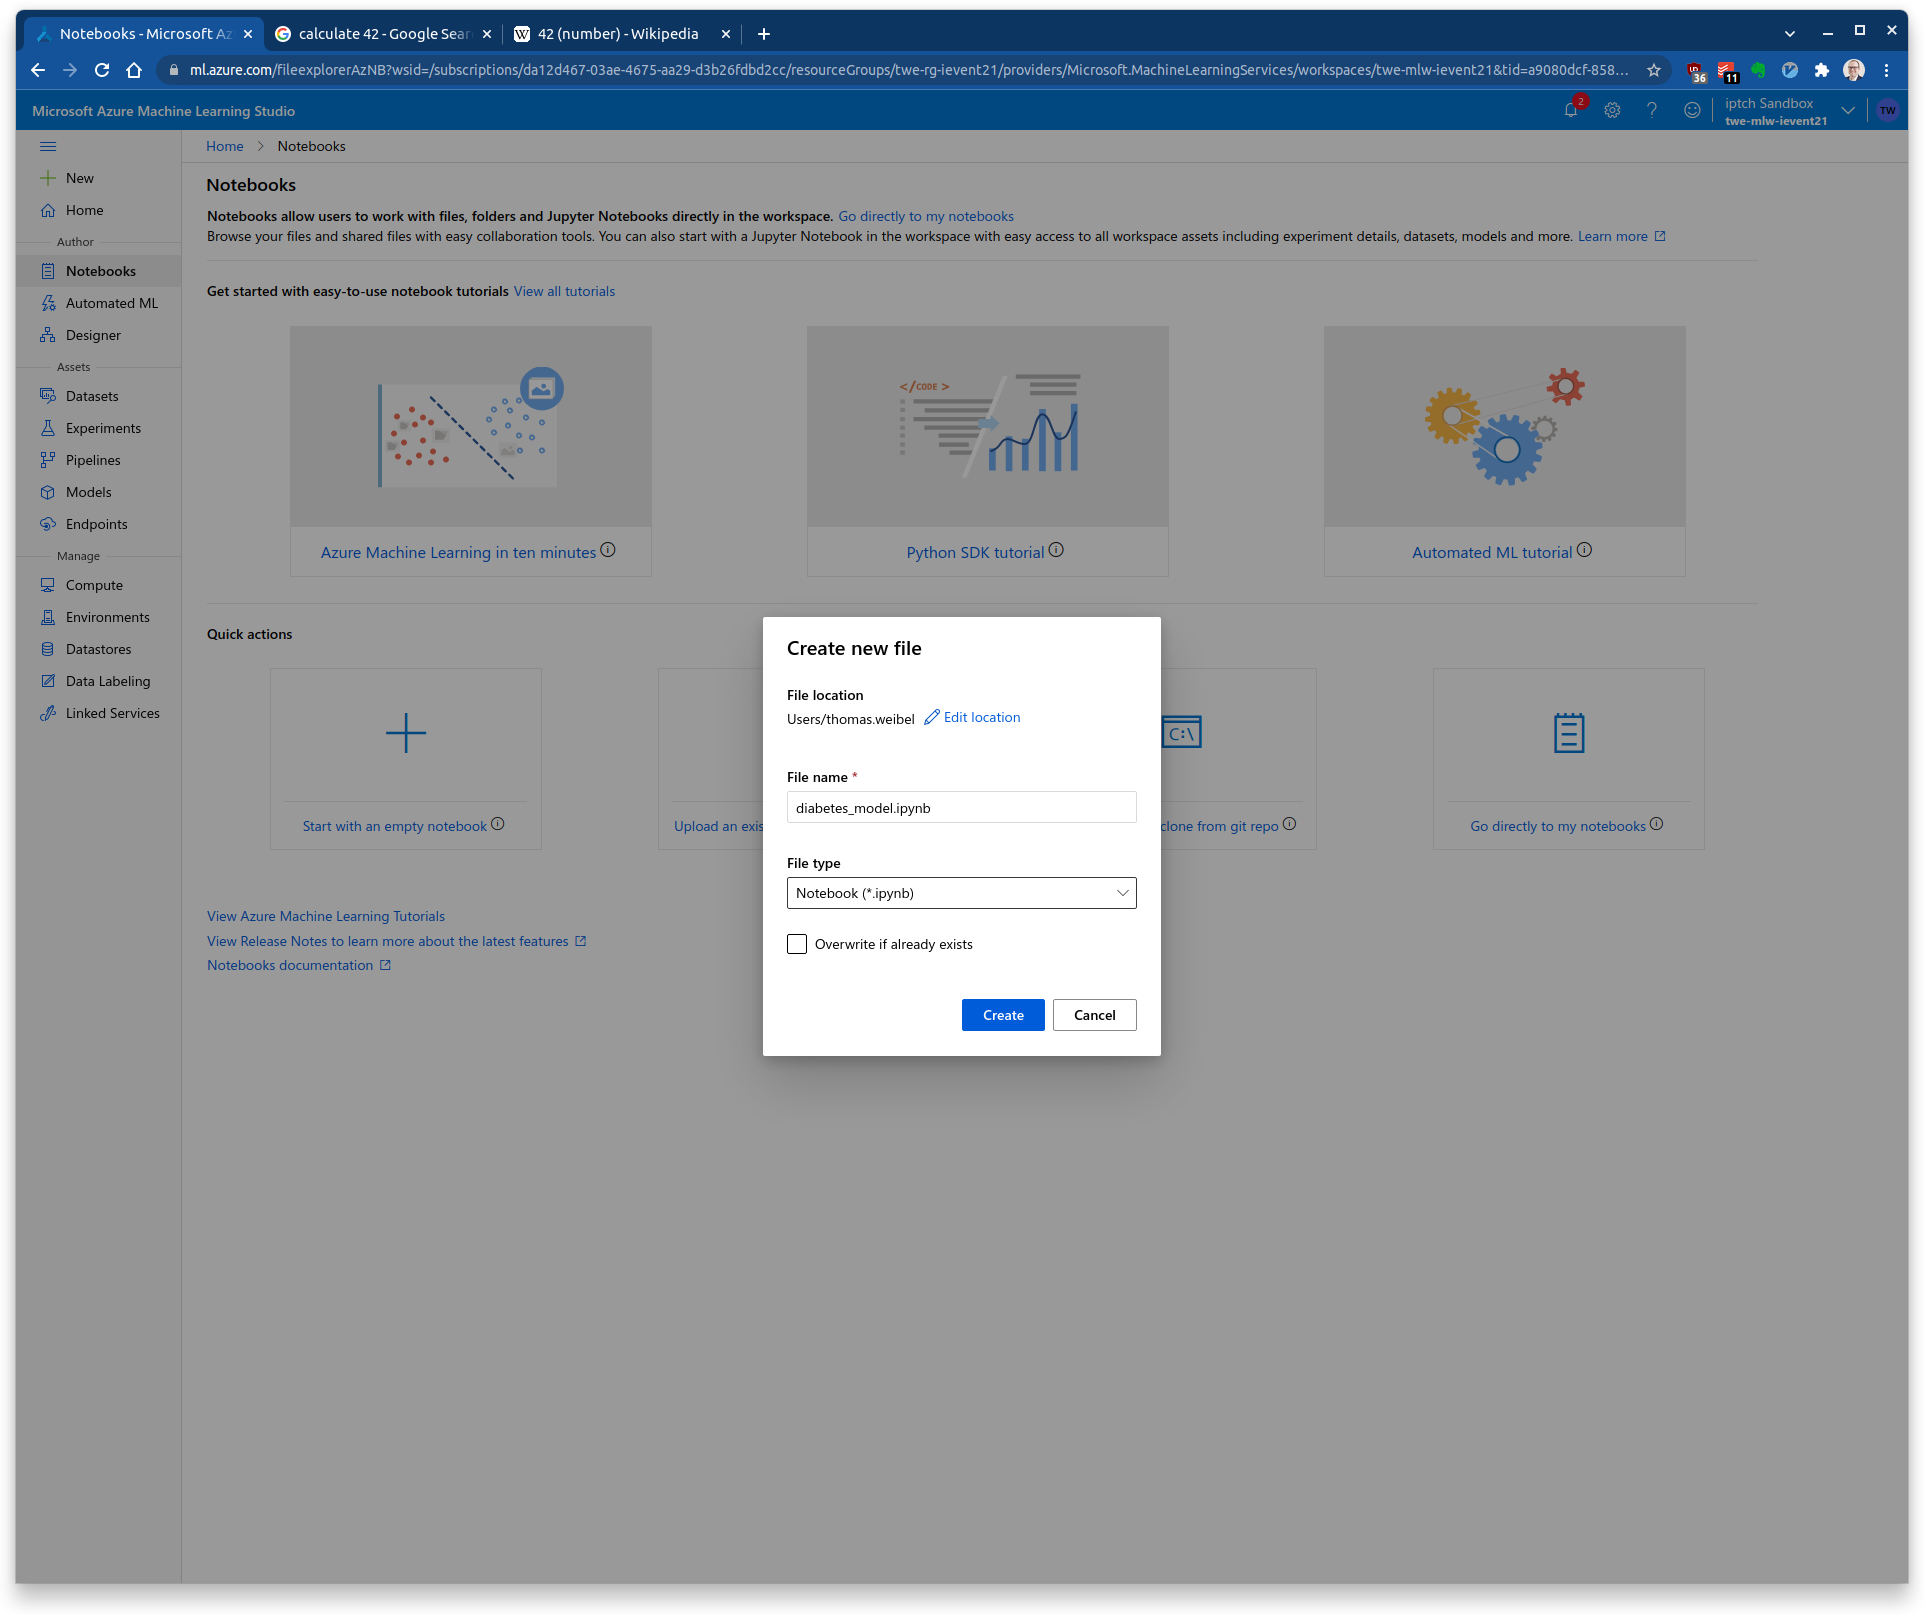 Notebooks - Microsoft Az
calculate 42 - Google Sear
42 (number) - Wikipedia
ml.azure.com/fileexplorerAzNB?wsid=/subscriptions/da12d467-03ae-4675-aa29-d3b26fdbd2cc/resourceGroups/twe-rg-ievent21/providers/Microsoft.MachineLearningServices/workspaces/twe-mlw-ievent21&tid=a9080dcf-858...
36
11
Microsoft Azure Machine Learning Studio
2
iptch Sandbox
twe-mlw-ievent21
TW
Home > Notebooks
New
Home
Author
Notebooks
Automated ML
Designer
Assets
Datasets
Experiments
Pipelines
Models
Endpoints
Manage
Compute
Environments
Datastores
Data Labeling
Linked Services
Notebooks
Notebooks allow users to work with files, folders and Jupyter Notebooks directly in the workspace. Go directly to my notebooks
Browse your files and shared files with easy collaboration tools. You can also start with a Jupyter Notebook in the workspace with easy access to all workspace assets including experiment details, datasets, models and more. Learn more
Get started with easy-to-use notebook tutorials View all tutorials
</CODE >
Azure Machine Learning in ten minutes
Python SDK tutorial
Automated ML tutorial
Quick actions
C:\
Start with an empty notebook
Upload an exis
clone from git repo
Go directly to my notebooks
View Azure Machine Learning Tutorials
View Release Notes to learn more about the latest features
Notebooks documentation
Create new file
File location
Users/thomas.weibel Edit location
File name *
diabetes_model.ipynb
File type
Notebook (*.ipynb)
Overwrite if already exists
Create
Cancel